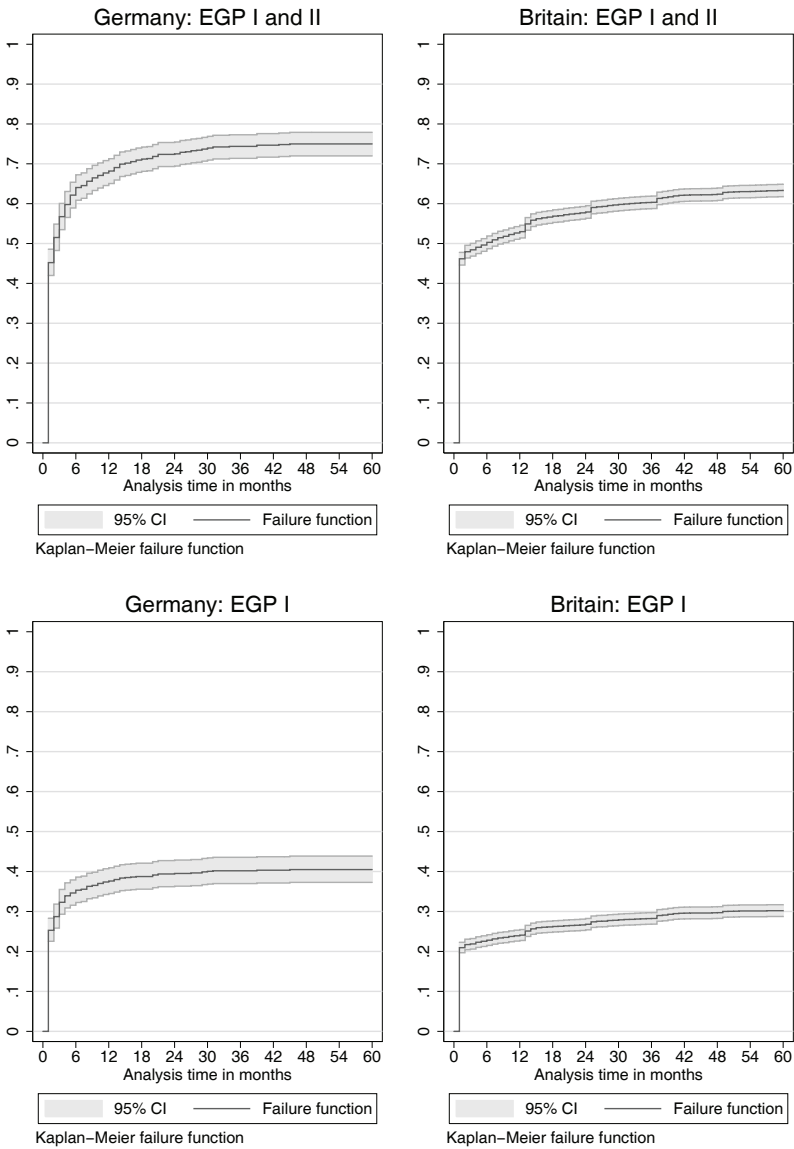 Germany: EGP I and II
1
.9
.8
.7
.6
.5
.4
.3
.2
.1
0
0 6 12 18 24 30 36 42 48 54 60
Analysis time in months
95% CI Failure function
Kaplan−Meier failure function
Britain: EGP I and II
1
.9
.8
.7
.6
.5
.4
.3
.2
.1
0
0 6 12 18 24 30 36 42 48 54 60
Analysis time in months
95% CI Failure function
Kaplan−Meier failure function
Germany: EGP I
1
.9
.8
.7
.6
.5
.4
.3
.2
.1
0
0 6 12 18 24 30 36 42 48 54 60
Analysis time in months
95% CI Failure function
Kaplan−Meier failure function
Britain: EGP I
1
.9
.8
.7
.6
.5
.4
.3
.2
.1
0
0 6 12 18 24 30 36 42 48 54 60
Analysis time in months
95% CI Failure function
Kaplan−Meier failure function